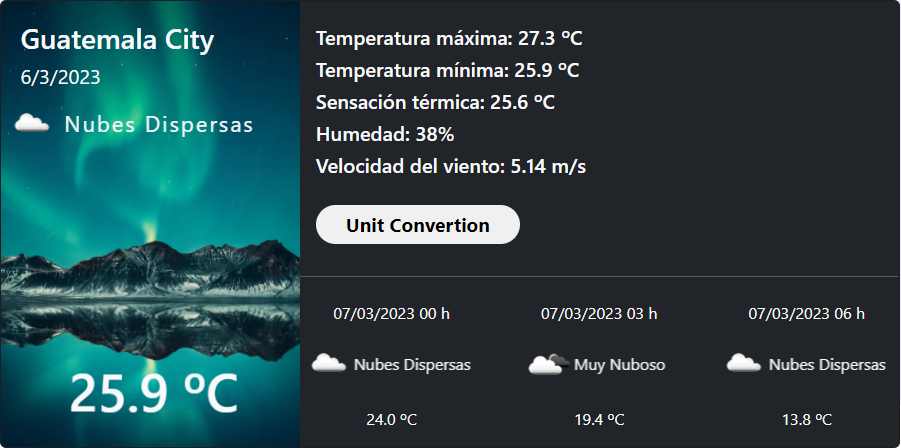 Guatemala City
6/3/2023
Nubes Dispersas
25.9 ºC
Temperatura máxima: 27.3 ºC
Temperatura mínima: 25.9 ºC
Sensación térmica: 25.6 ºC
Humedad: 38%
Velocidad del viento: 5.14 m/s
Unit Convertion
07/03/2023 00 h
Nubes Dispersas
24.0 ºC
07/03/2023 03 h
Muy Nuboso
19.4 ºC
07/03/2023 06 h
Nubes Dispersas
13.8 ºC